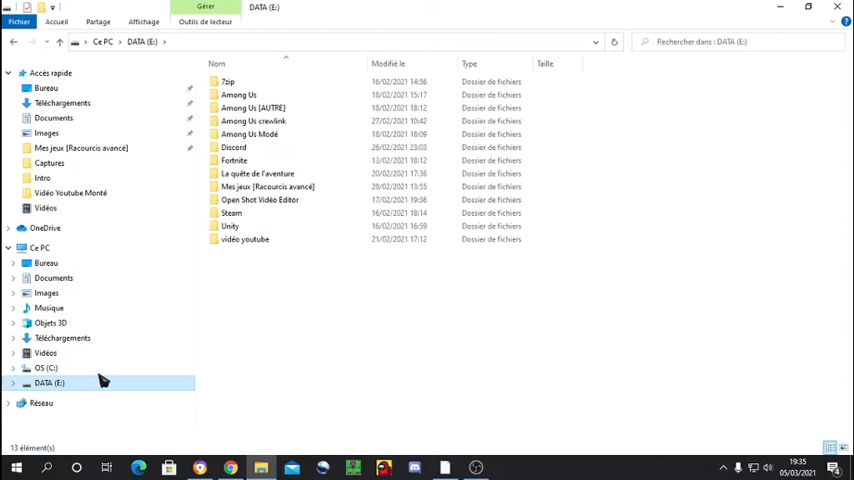 Gérer
DATA (E:)
Fichier
Accueil
Partage
Affichage
Outils de lecteur
Ce PC > DATA (E:) >
Rechercher dans : DATA (E:)
Nom
Modifié le
Type
Taille
Accès rapide
Bureau
Téléchargements
Documents
Images
Mes jeux [Racourcis avancé]
Captures
Intro
Vidéo Youtube Monté
Vidéos
OneDrive
Ce PC
Bureau
Documents
Images
Musique
Objets 3D
Téléchargements
Vidéos
OS (C:)
DATA (E:)
Réseau
7zip 16/02/2021 14:56 Dossier de fichiers
Among Us 18/02/2021 15:17 Dossier de fichiers
Among Us [AUTRE] 18/02/2021 18:12 Dossier de fichiers
Among Us crewlink 27/02/2021 10:42 Dossier de fichiers
Among Us Modé 18/02/2021 18:09 Dossier de fichiers
Discord 26/02/2021 23:03 Dossier de fichiers
Fortnite 13/02/2021 18:12 Dossier de fichiers
La quête de l'aventure 20/02/2021 17:36 Dossier de fichiers
Mes jeux [Racourcis avancé] 28/02/2021 13:55 Dossier de fichiers
Open Shot Vidéo Editor 17/02/2021 19:36 Dossier de fichiers
Steam 16/02/2021 18:14 Dossier de fichiers
Unity 16/02/2021 16:59 Dossier de fichiers
vidéo youtube 21/02/2021 17:12 Dossier de fichiers
13 élément(s)
19:35
05/03/2021
4